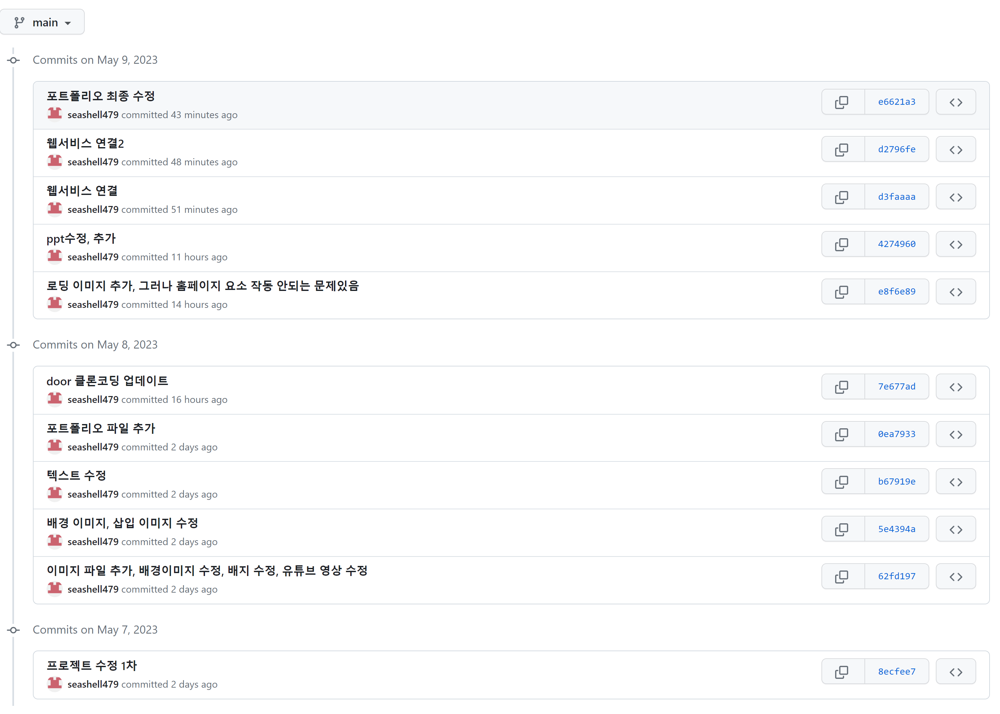 main
Commits on May 9, 2023
포트폴리오 최종 수정
seashell479 committed 43 minutes ago
e6621a3
웹서비스 연결2
seashell479 committed 48 minutes ago
d2796fe
웹서비스 연결
seashell479 committed 51 minutes ago
d3faaaa
ppt수정, 추가
seashell479 committed 11 hours ago
4274960
로딩 이미지 추가, 그러나 홈페이지 요소 작동 안되는 문제있음
seashell479 committed 14 hours ago
e8f6e89
Commits on May 8, 2023
door 클론코딩 업데이트
seashell479 committed 16 hours ago
7e677ad
포트폴리오 파일 추가
seashell479 committed 2 days ago
0ea7933
텍스트 수정
seashell479 committed 2 days ago
b67919e
배경 이미지, 삽입 이미지 수정
seashell479 committed 2 days ago
5e4394a
이미지 파일 추가, 배경이미지 수정, 배지 수정, 유튜브 영상 수정
seashell479 committed 2 days ago
62fd197
Commits on May 7, 2023
프로젝트 수정 1차
seashell479 committed 2 days ago
8ecfee7